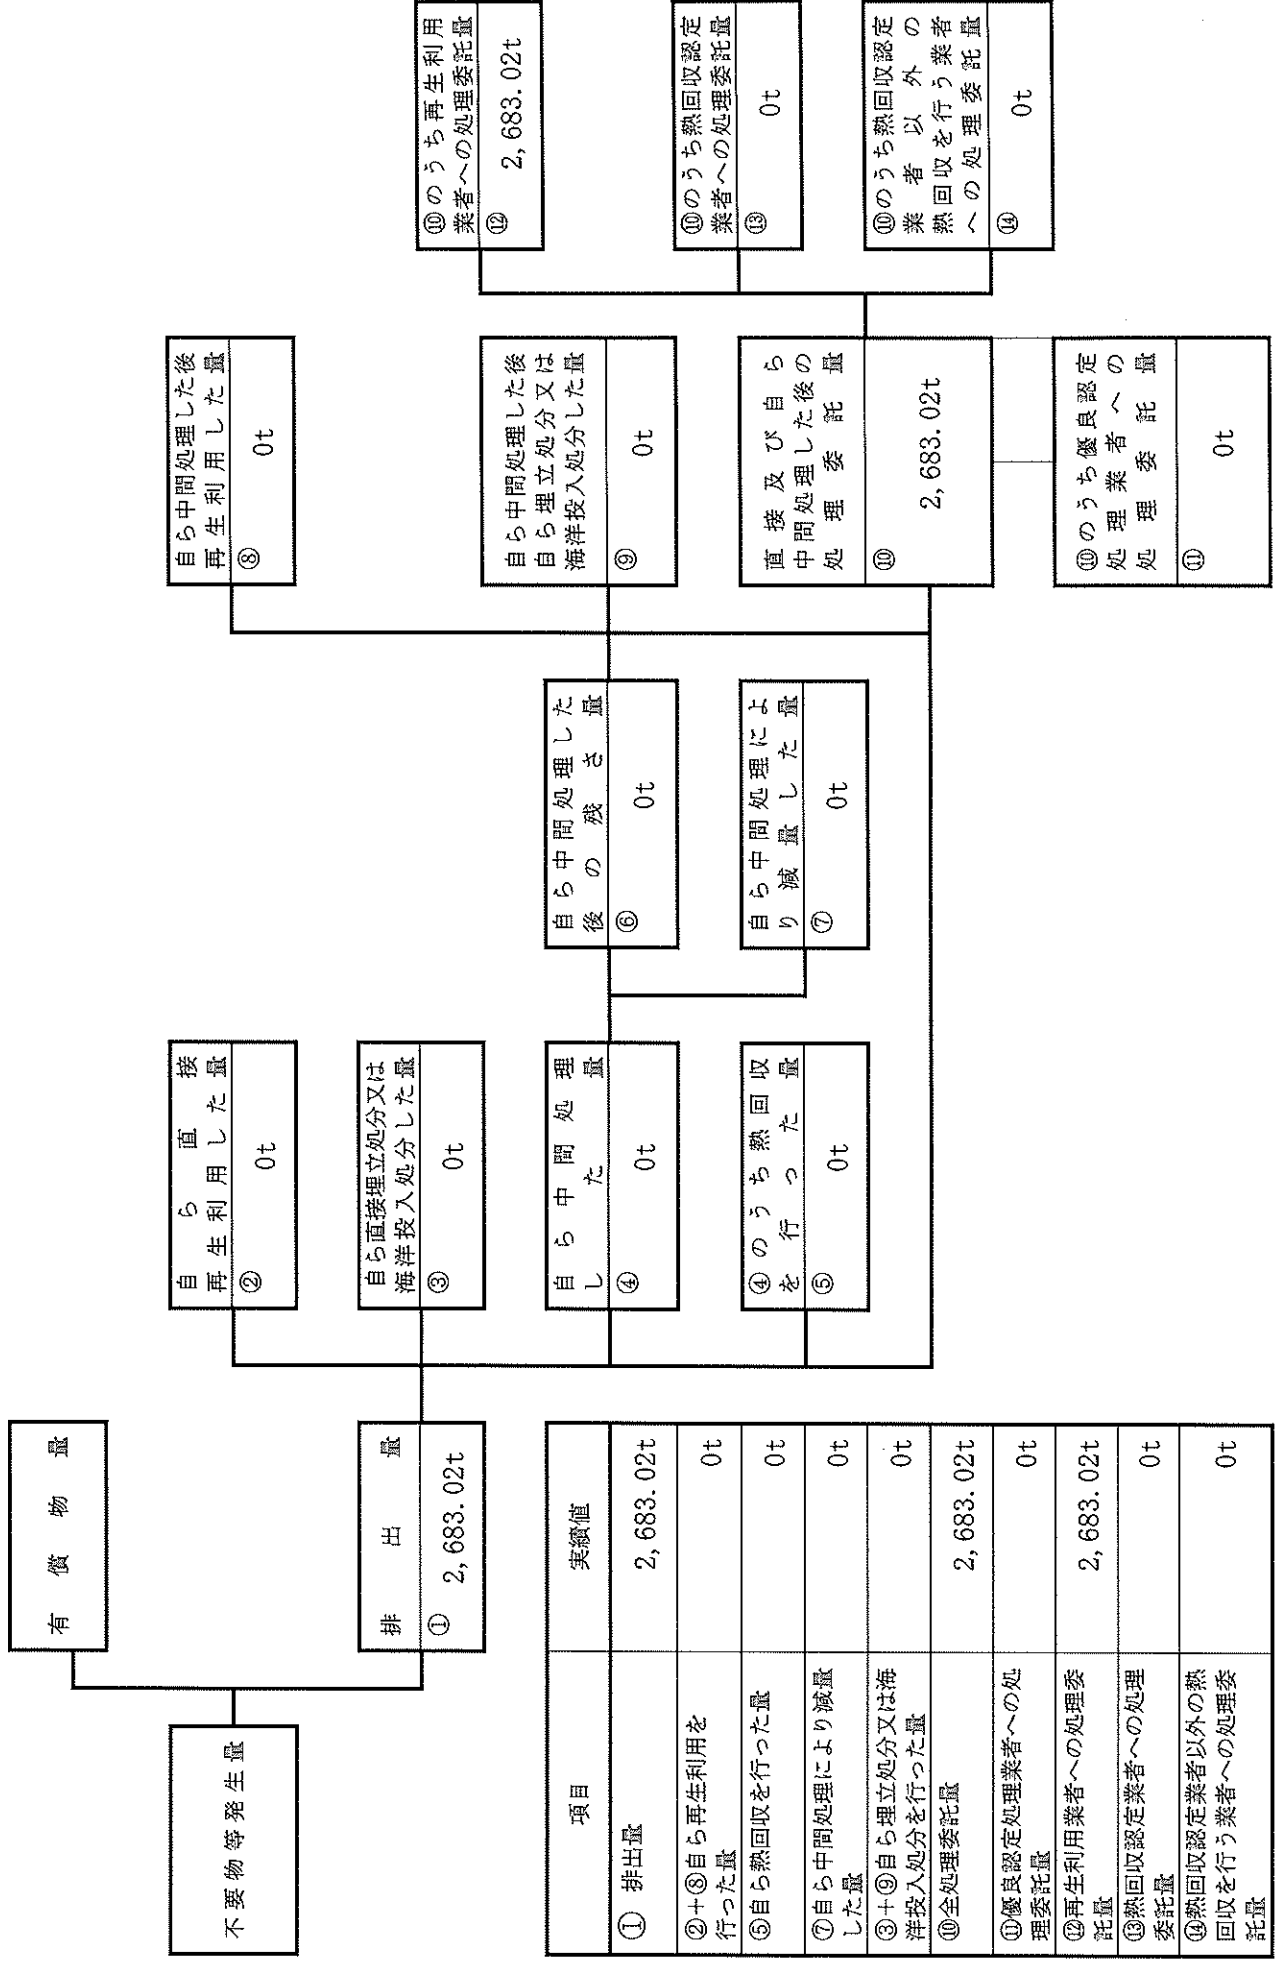 不要物等発生量
有償物量
排出量
① 2,683.02t
自ら直接
再生利用した量
② 0t
自ら直接埋立処分又は
海洋投入処分した量
③ 0t
自ら中間処理
した量
④ 0t
④のうち熱回収
を行った量
⑤ 0t
自ら中間処理した
後の残さ量
⑥ 0t
自ら中間処理によ
り減量した量
⑦ 0t
自ら中間処理した後
再生利用した量
⑧ 0t
自ら中間処理した後
自ら埋立処分又は
海洋投入処分した量
⑨ 0t
直接及び自ら
中間処理した後の
処理委託量
⑩ 2,683.02t
⑩のうち優良認定
処理業者への
処理委託量
⑪ 0t
⑩のうち再生利用
業者への処理委託量
⑫ 2,683.02t
⑩のうち熱回収認定
業者への処理委託量
⑬ 0t
⑩のうち熱回収認定
業者以外の
熱回収を行う業者
への処理委託量
⑭ 0t
項目 実績値
① 排出量 2,683.02t
②+⑧自ら再生利用を
行った量 0t
⑤自ら熱回収を行った量 0t
⑦自ら中間処理により減量
した量 0t
③+⑨自ら埋立処分又は海
洋投入処分を行った量 0t
⑩全処理委託量 2,683.02t
⑪優良認定処理業者への処
理委託量 0t
⑫再生利用業者への処理委
託量 2,683.02t
⑬熱回収認定業者への処理
委託量 0t
⑭熱回収認定業者以外の熱
回収を行う業者への処理委
託量 0t